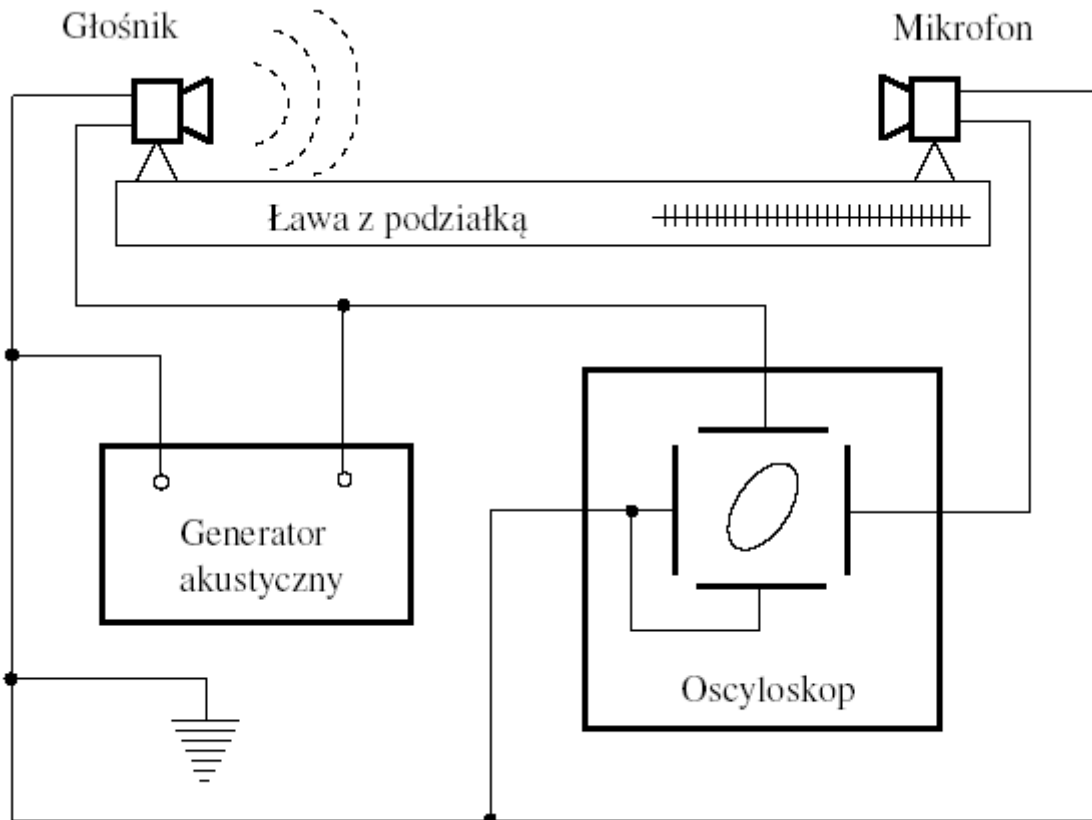 Głośnik
Mikrofon
Ława z podziałką
Generator
akustyczny
Oscyloskop